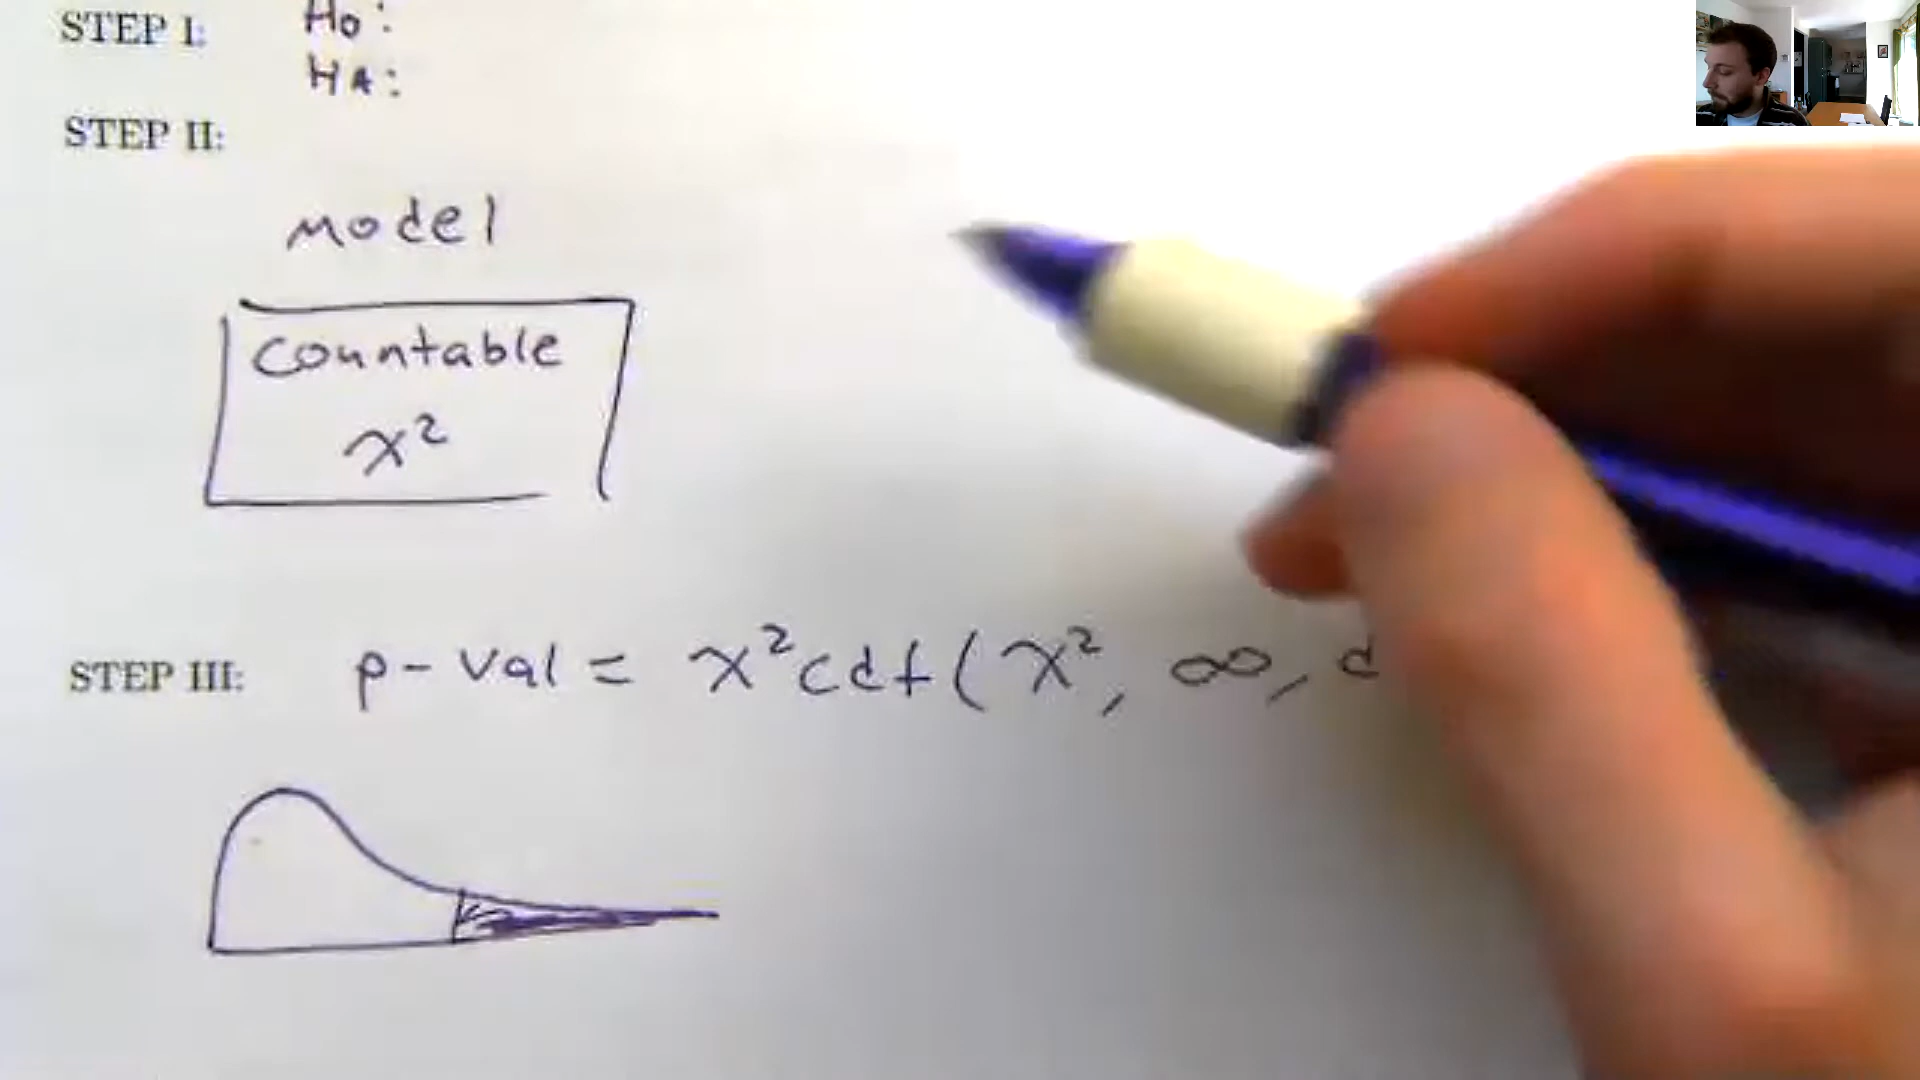 STEP I: Ho:
HA:
STEP II:
model
countable
χ²
STEP III: p-val = χ²cdf(χ², ∞, d